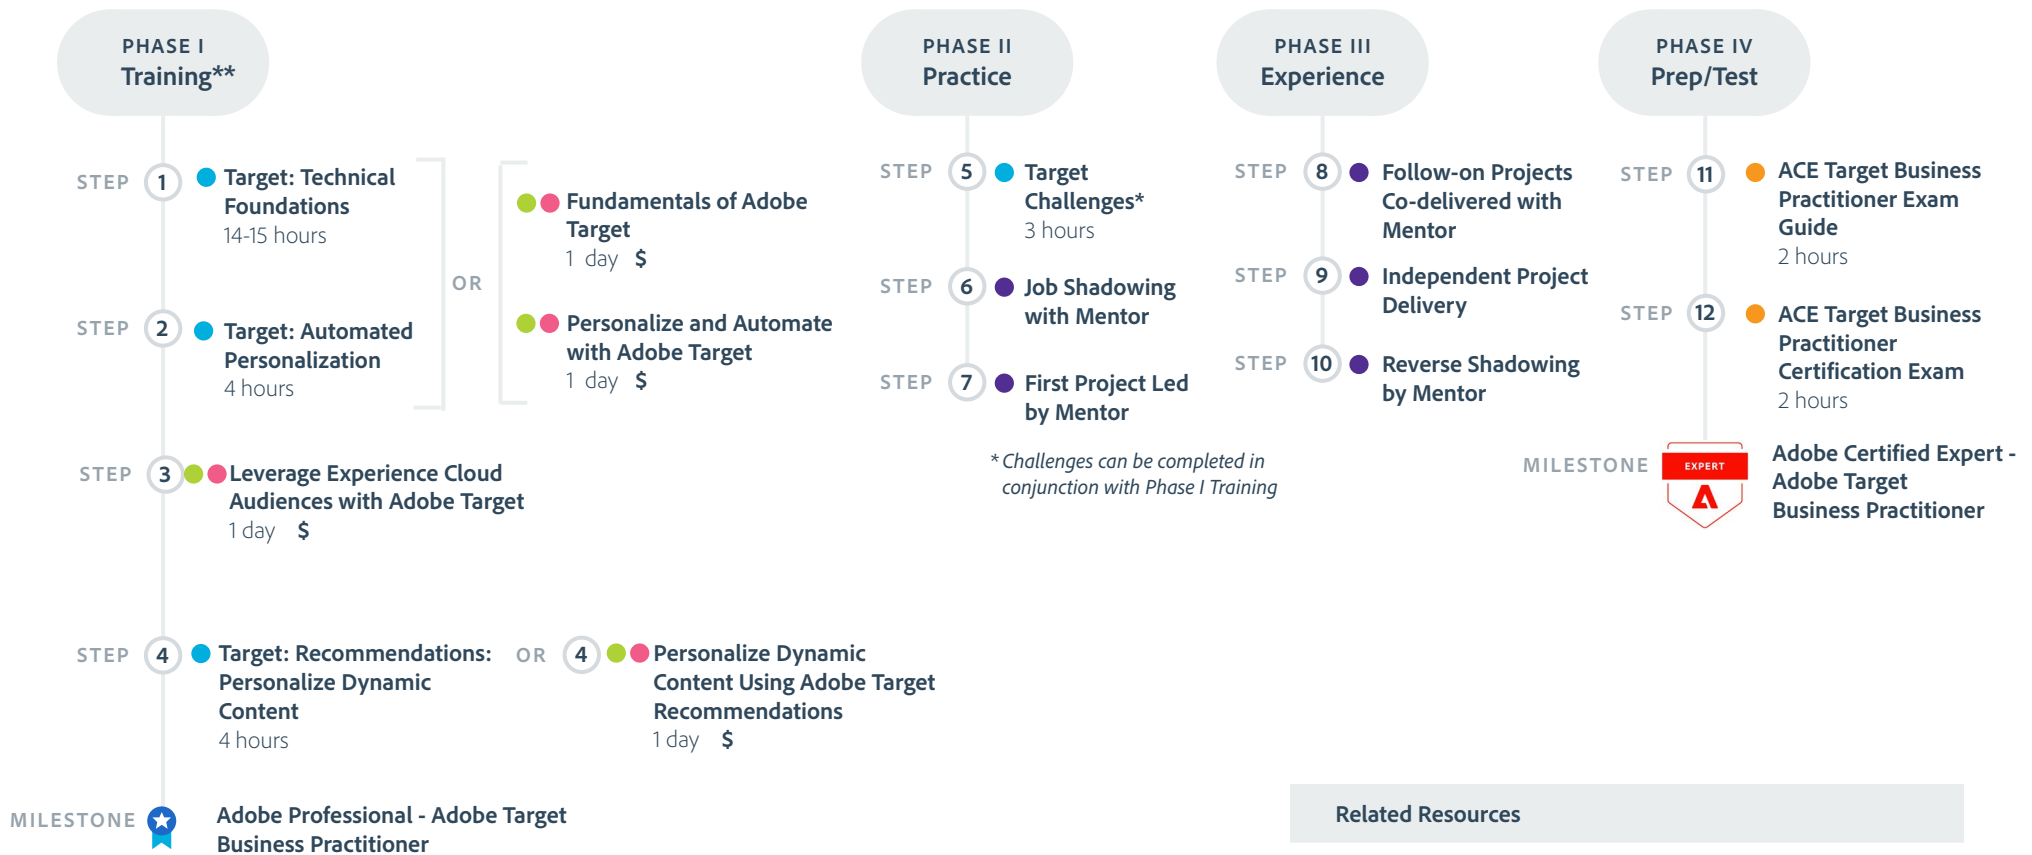 PHASE I
Training**
STEP 1 Target: Technical
Foundations
14-15 hours
STEP 2 Target: Automated
Personalization
4 hours
OR
Fundamentals of Adobe
Target
1 day $
Personalize and Automate
with Adobe Target
1 day $
STEP 3 Leverage Experience Cloud
Audiences with Adobe Target
1 day $
STEP 4 Target: Recommendations:
Personalize Dynamic
Content
4 hours
OR 4 Personalize Dynamic
Content Using Adobe Target
Recommendations
1 day $
MILESTONE Adobe Professional - Adobe Target
Business Practitioner
PHASE II
Practice
STEP 5 Target
Challenges*
3 hours
STEP 6 Job Shadowing
with Mentor
STEP 7 First Project Led
by Mentor
* Challenges can be completed in
conjunction with Phase I Training
PHASE III
Experience
STEP 8 Follow-on Projects
Co-delivered with
Mentor
STEP 9 Independent Project
Delivery
STEP 10 Reverse Shadowing
by Mentor
PHASE IV
Prep/Test
STEP 11 ACE Target Business
Practitioner Exam
Guide
2 hours
STEP 12 ACE Target Business
Practitioner
Certification Exam
2 hours
MILESTONE EXPERT Adobe Certified Expert -
Adobe Target
Business Practitioner
Related Resources